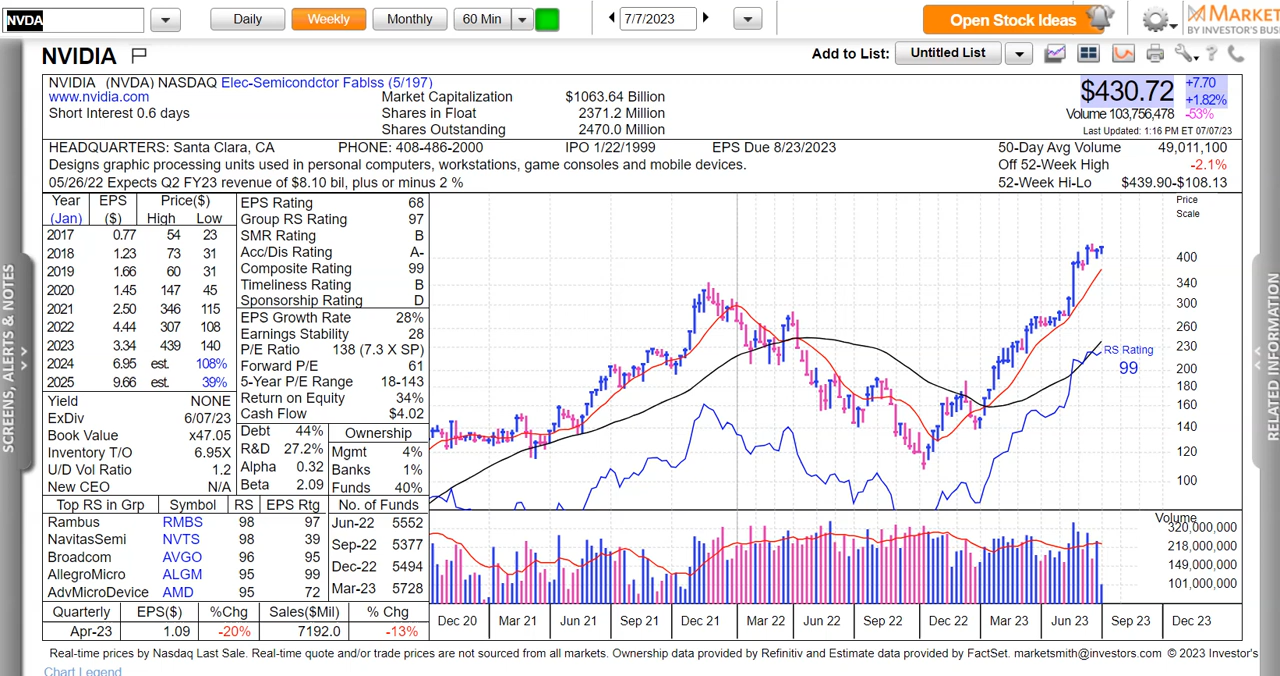 NVDA Daily Weekly Monthly 60 Min 7/7/2023 Open Stock Ideas MARKET
BY INVESTOR'S BUS
NVIDIA Add to List: Untitled List
NVIDIA (NVDA) NASDAQ Elec-Semicondctor Fablss (5/197) $430.72 +7.70
www.nvidia.com Market Capitalization $1063.64 Billion +1.82%
Short Interest 0.6 days Shares in Float 2371.2 Million Volume 103,756,478 -53%
Shares Outstanding 2470.0 Million Last Updated: 1:16 PM ET 07/07/23
HEADQUARTERS: Santa Clara, CA PHONE: 408-486-2000 IPO 1/22/1999 EPS Due 8/23/2023 50-Day Avg Volume 49,011,100
Designs graphic processing units used in personal computers, workstations, game consoles and mobile devices. Off 52-Week High -2.1%
05/26/22 Expects Q2 FY23 revenue of $8.10 bil, plus or minus 2 % 52-Week Hi-Lo $439.90-$108.13
Year EPS Price($)
(Jan) ($) High Low
2017 0.77 54 23
2018 1.23 73 31
2019 1.66 60 31
2020 1.45 147 45
2021 2.50 346 115
2022 4.44 307 108
2023 3.34 439 140
2024 6.95 est. 108%
2025 9.66 est. 39%
Yield NONE
ExDiv 6/07/23
Book Value x47.05
Inventory T/O 6.95X
U/D Vol Ratio 1.2
New CEO N/A
EPS Rating 68
Group RS Rating 97
SMR Rating B
Acc/Dis Rating A-
Composite Rating 99
Timeliness Rating B
Sponsorship Rating D
EPS Growth Rate 28%
Earnings Stability 28
P/E Ratio 138 (7.3 X SP)
Forward P/E 61
5-Year P/E Range 18-143
Return on Equity 34%
Cash Flow $4.02
Debt 44%
R&D 27.2%
Alpha 0.32
Beta 2.09
Ownership
Mgmt 4%
Banks 1%
Funds 40%
Top RS in Grp Symbol RS EPS Rtg
Rambus RMBS 98 97
NavitasSemi NVTS 98 39
Broadcom AVGO 96 95
AllegroMicro ALGM 95 99
AdvMicroDevice AMD 95 72
No. of Funds
Jun-22 5552
Sep-22 5377
Dec-22 5494
Mar-23 5728
Quarterly EPS($) %Chg Sales($Mil) % Chg
Apr-23 1.09 -20% 7192.0 -13%
Price
Scale
400
340
300
260
230
200
180
160
140
120
100
RS Rating
99
Volume
320,000,000
218,000,000
149,000,000
101,000,000
Dec 20 Mar 21 Jun 21 Sep 21 Dec 21 Mar 22 Jun 22 Sep 22 Dec 22 Mar 23 Jun 23 Sep 23 Dec 23
Real-time prices by Nasdaq Last Sale. Real-time quote and/or trade prices are not sourced from all markets. Ownership data provided by Refinitiv and Estimate data provided by FactSet. marketsmith@investors.com © 2023 Investor's
Chart Legend
SCREENS, ALERTS & NOTES
RELATED INFORMATION